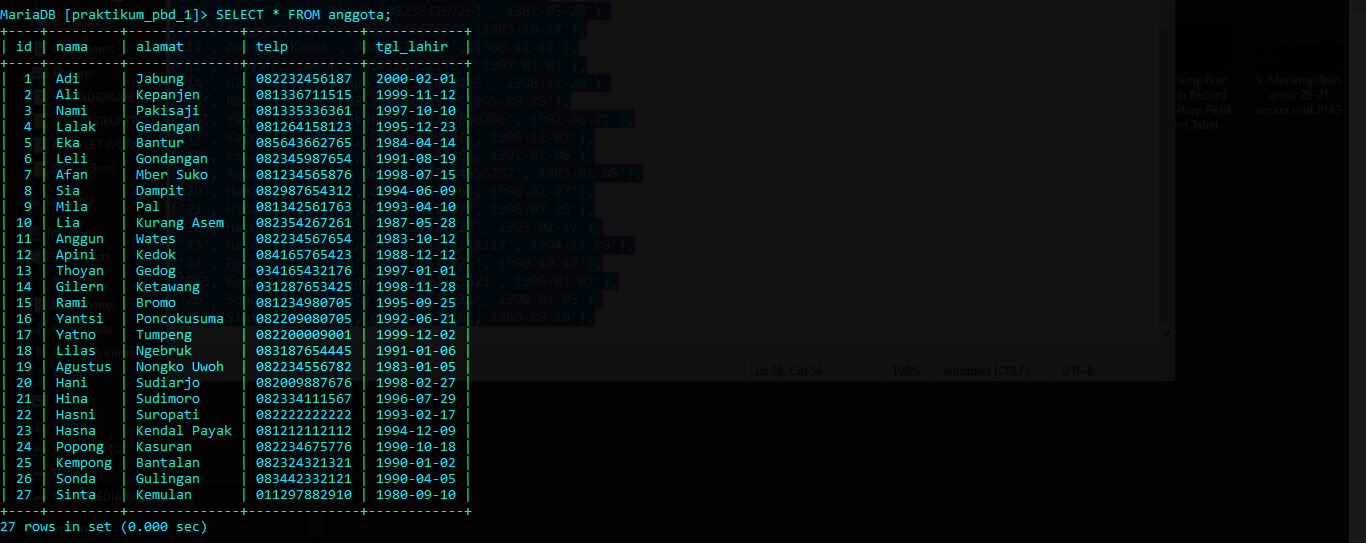 MariaDB [praktikum_pbd_1]> SELECT * FROM anggota;
+----+---------+--------------+--------------+------------+
| id | nama    | alamat       | telp         | tgl_lahir  |
+----+---------+--------------+--------------+------------+
|  1 | Adi     | Jabung       | 082232456187 | 2000-02-01 |
|  2 | Ali     | Kepanjen     | 081336711515 | 1999-11-12 |
|  3 | Nami    | Pakisaji     | 081335336361 | 1997-10-10 |
|  4 | Lalak   | Gedangan     | 081264158123 | 1995-12-23 |
|  5 | Eka     | Bantur       | 085643662765 | 1984-04-14 |
|  6 | Leli    | Gondangan    | 082345987654 | 1991-08-19 |
|  7 | Afan    | Mber Suko    | 081234565876 | 1998-07-15 |
|  8 | Sia     | Dampit       | 082987654312 | 1994-06-09 |
|  9 | Mila    | Pal          | 081342561763 | 1993-04-10 |
| 10 | Lia     | Kurang Asem  | 082354267261 | 1987-05-28 |
| 11 | Anggun  | Wates        | 082234567654 | 1983-10-12 |
| 12 | Apini   | Kedok        | 084165765423 | 1988-12-12 |
| 13 | Thoyan  | Gedog        | 034165432176 | 1997-01-01 |
| 14 | Gilern  | Ketawang     | 031287653425 | 1998-11-28 |
| 15 | Rami    | Bromo        | 081234980705 | 1995-09-25 |
| 16 | Yantsi  | Poncokusuma  | 082209080705 | 1992-06-21 |
| 17 | Yatno   | Tumpeng      | 082200009001 | 1999-12-02 |
| 18 | Lilas   | Ngebruk      | 083187654445 | 1991-01-06 |
| 19 | Agustus | Nongko Uwoh  | 082234556782 | 1983-01-05 |
| 20 | Hani    | Sudiarjo     | 082009887676 | 1998-02-27 |
| 21 | Hina    | Sudimoro     | 082334111567 | 1996-07-29 |
| 22 | Hasni   | Suropati     | 082222222222 | 1993-02-17 |
| 23 | Hasna   | Kendal Payak | 081212112112 | 1994-12-09 |
| 24 | Popong  | Kasuran      | 082234675776 | 1990-10-18 |
| 25 | Kempong | Bantalan     | 082324321321 | 1990-01-02 |
| 26 | Sonda   | Gulingan     | 083442332121 | 1990-04-05 |
| 27 | Sinta   | Kemulan      | 011297882910 | 1980-09-10 |
+----+---------+--------------+--------------+------------+
27 rows in set (0.000 sec)
Ln 28, Col 54
100%
Windows (CRLF)
UTF-8
9. Menampilkan
umur 29-21
secara urut.PNG